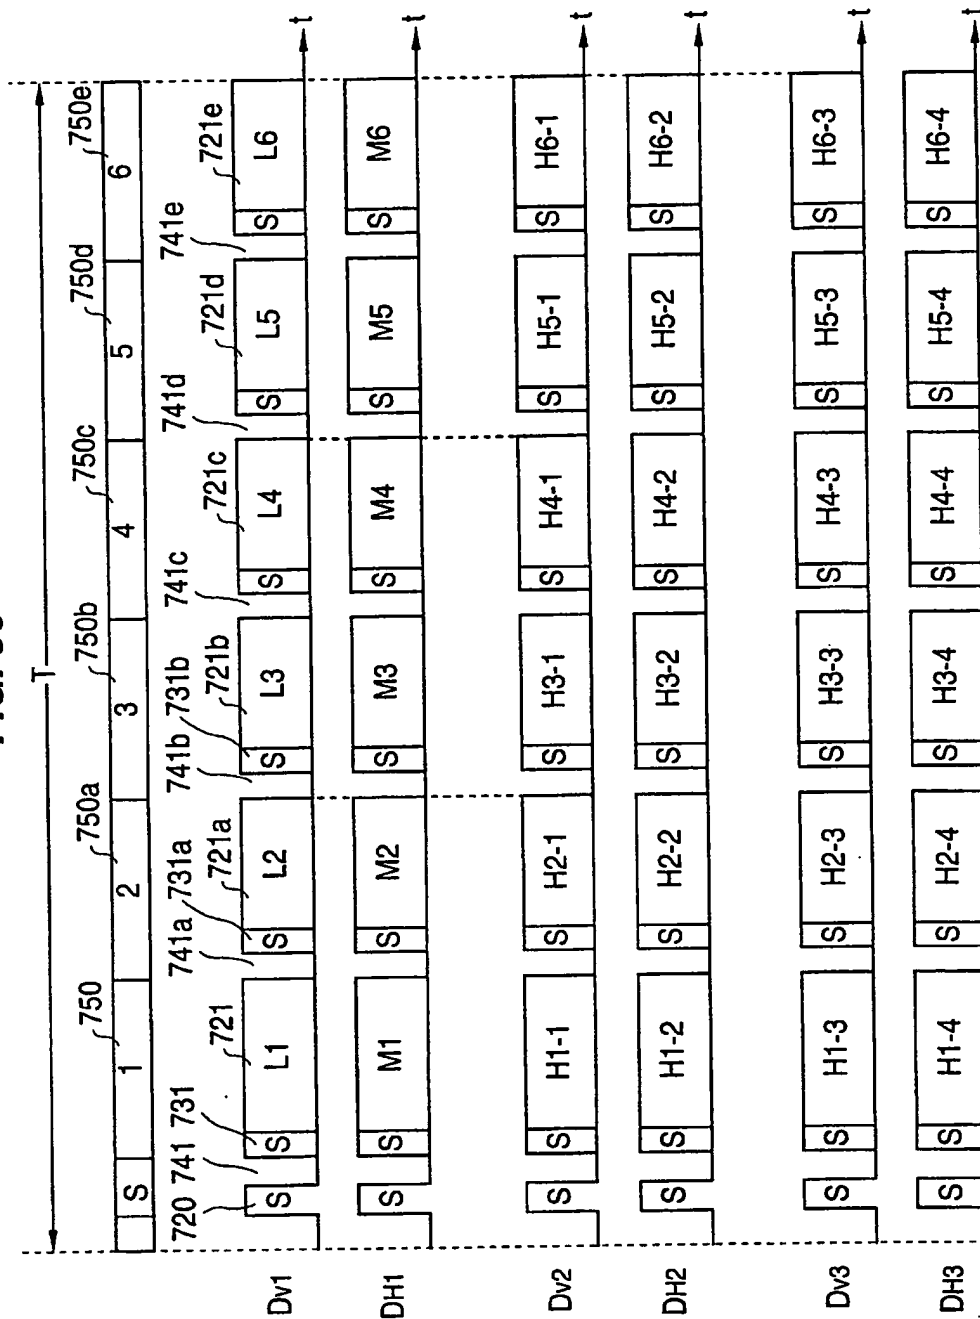 T
750 750a 750b 750c 750d 750e
S 1 2 3 4 5 6
720 741 731 721 741a 731a 721a 741b 731b 721b 741c 721c 741d 721d 741e 721e
Dv1 S S L1 S L2 S L3 S L4 S L5 S L6 t
DH1 S S M1 S M2 S M3 S M4 S M5 S M6 t
Dv2 S S H1-1 S H2-1 S H3-1 S H4-1 S H5-1 S H6-1 t
DH2 S S H1-2 S H2-2 S H3-2 S H4-2 S H5-2 S H6-2 t
Dv3 S S H1-3 S H2-3 S H3-3 S H4-3 S H5-3 S H6-3 t
DH3 S S H1-4 S H2-4 S H3-4 S H4-4 S H5-4 S H6-4 t